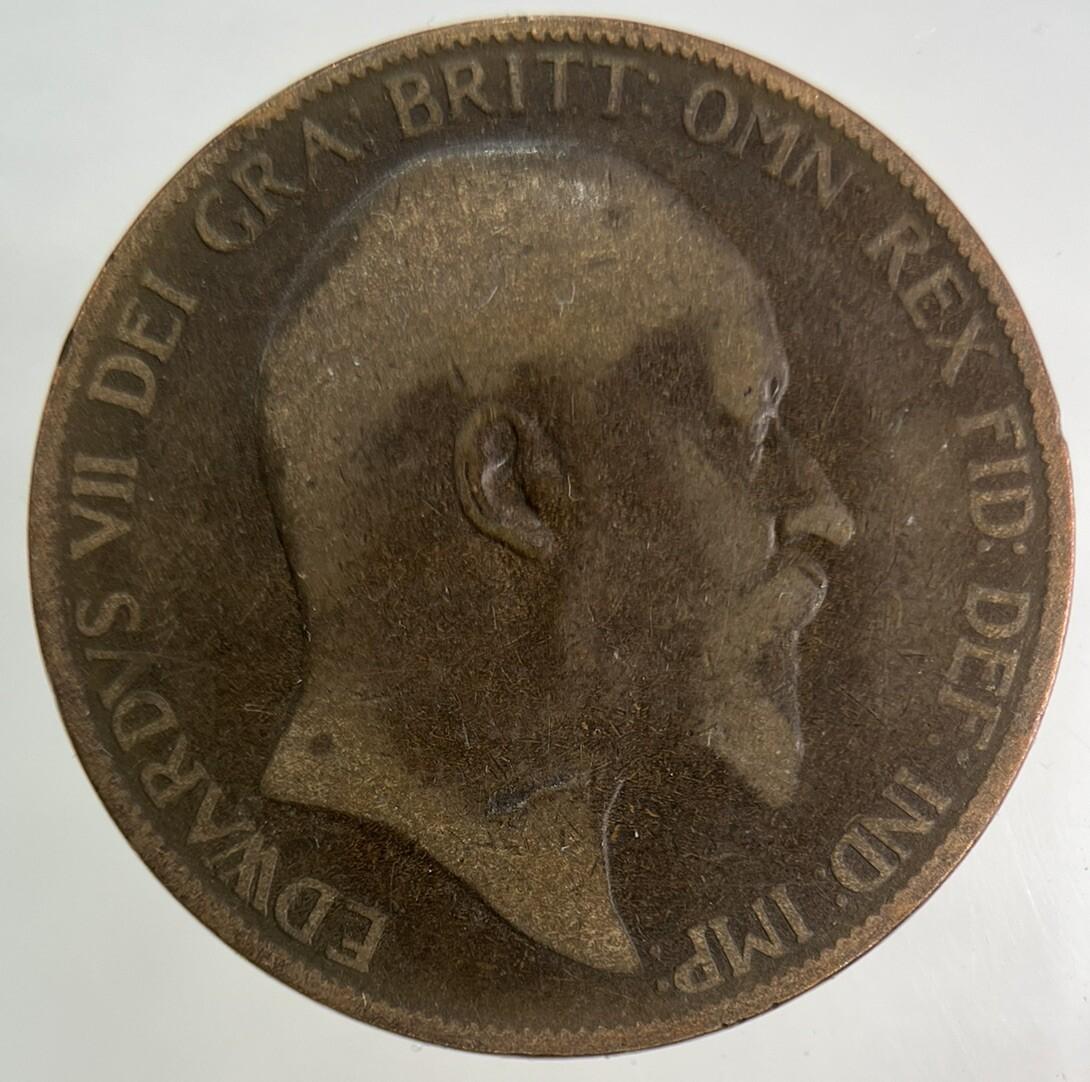 EDWARDVS VII DEI GRA: BRITT: OMN: REX FID: DEF: IND: IMP: